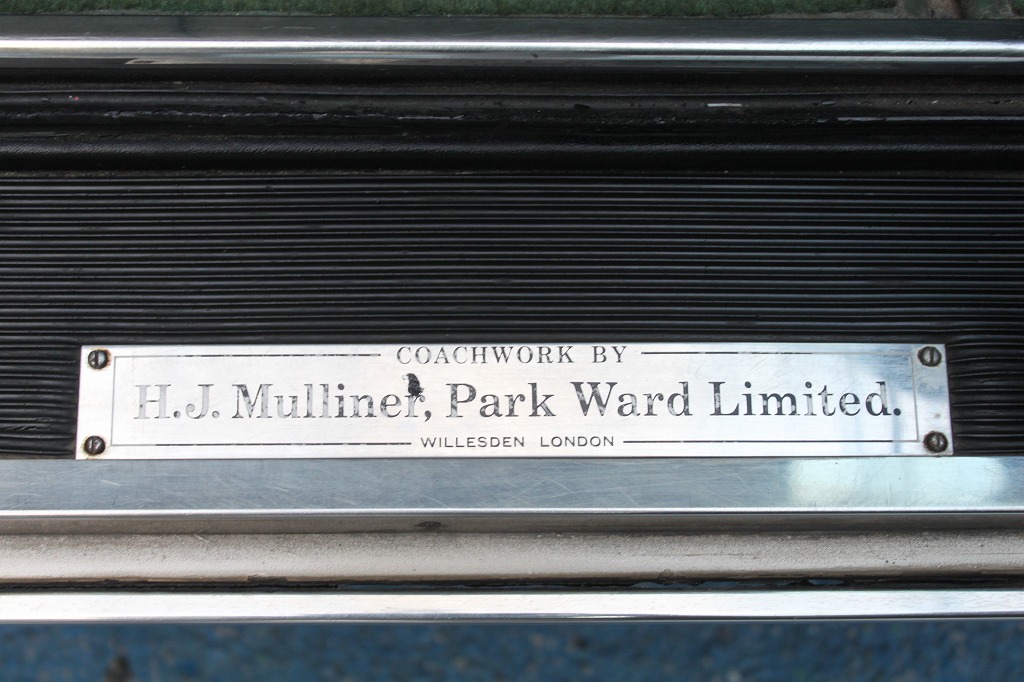 COACHWORK BY
H.J. Mulliner, Park Ward Limited.
WILLESDEN LONDON